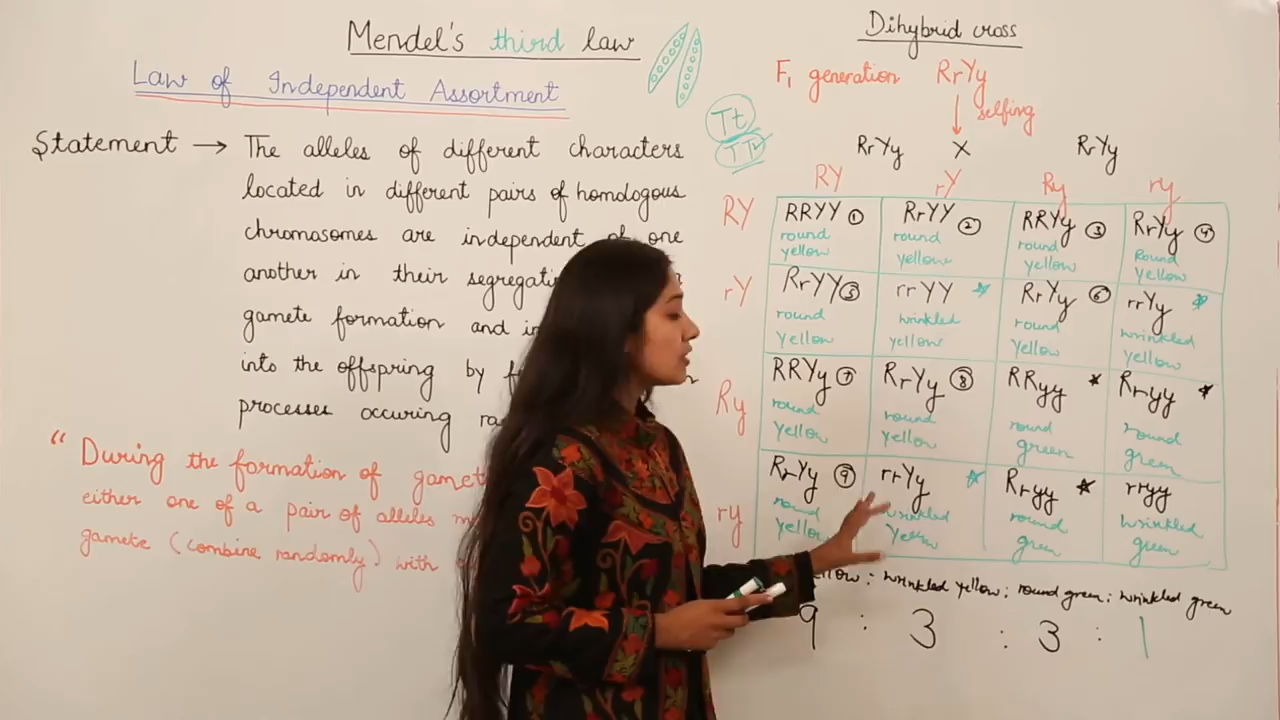 Mendel's third law
Law of Independent Assortment
Statement → The alleles of different characters
located in different pairs of homologous
chromasomes are independent of one
another in their
gamete formation and
into the offspring by
processes occuring
" During the formation of
either one of a pair of alleles
gamete (combine randomly) with
Tt
TT
Dihybrid cross
F₁ generation RrYy
selfing
RrYy X RrYy
RY rY Ry ry
RY RRYY ① RrYY ② RRYy ③ RrYy ④
round round round Round
yellow yellow yellow yellow
rY RrYY ⑤ rrYY * RrYy ⑥ rrYy *
round wrinkled round wrinkled
yellow yellow yellow yellow
Ry RRYy ⑦ RrYy ⑧ RRyy * Rryy *
round round round round
yellow yellow green green
ry RrYy ⑨ rrYy * Rryy * rryy
round wrinkled round wrinkled
yellow yellow green green
: wrinkled yellow : round green : wrinkled green
9 : 3 : 3 : 1